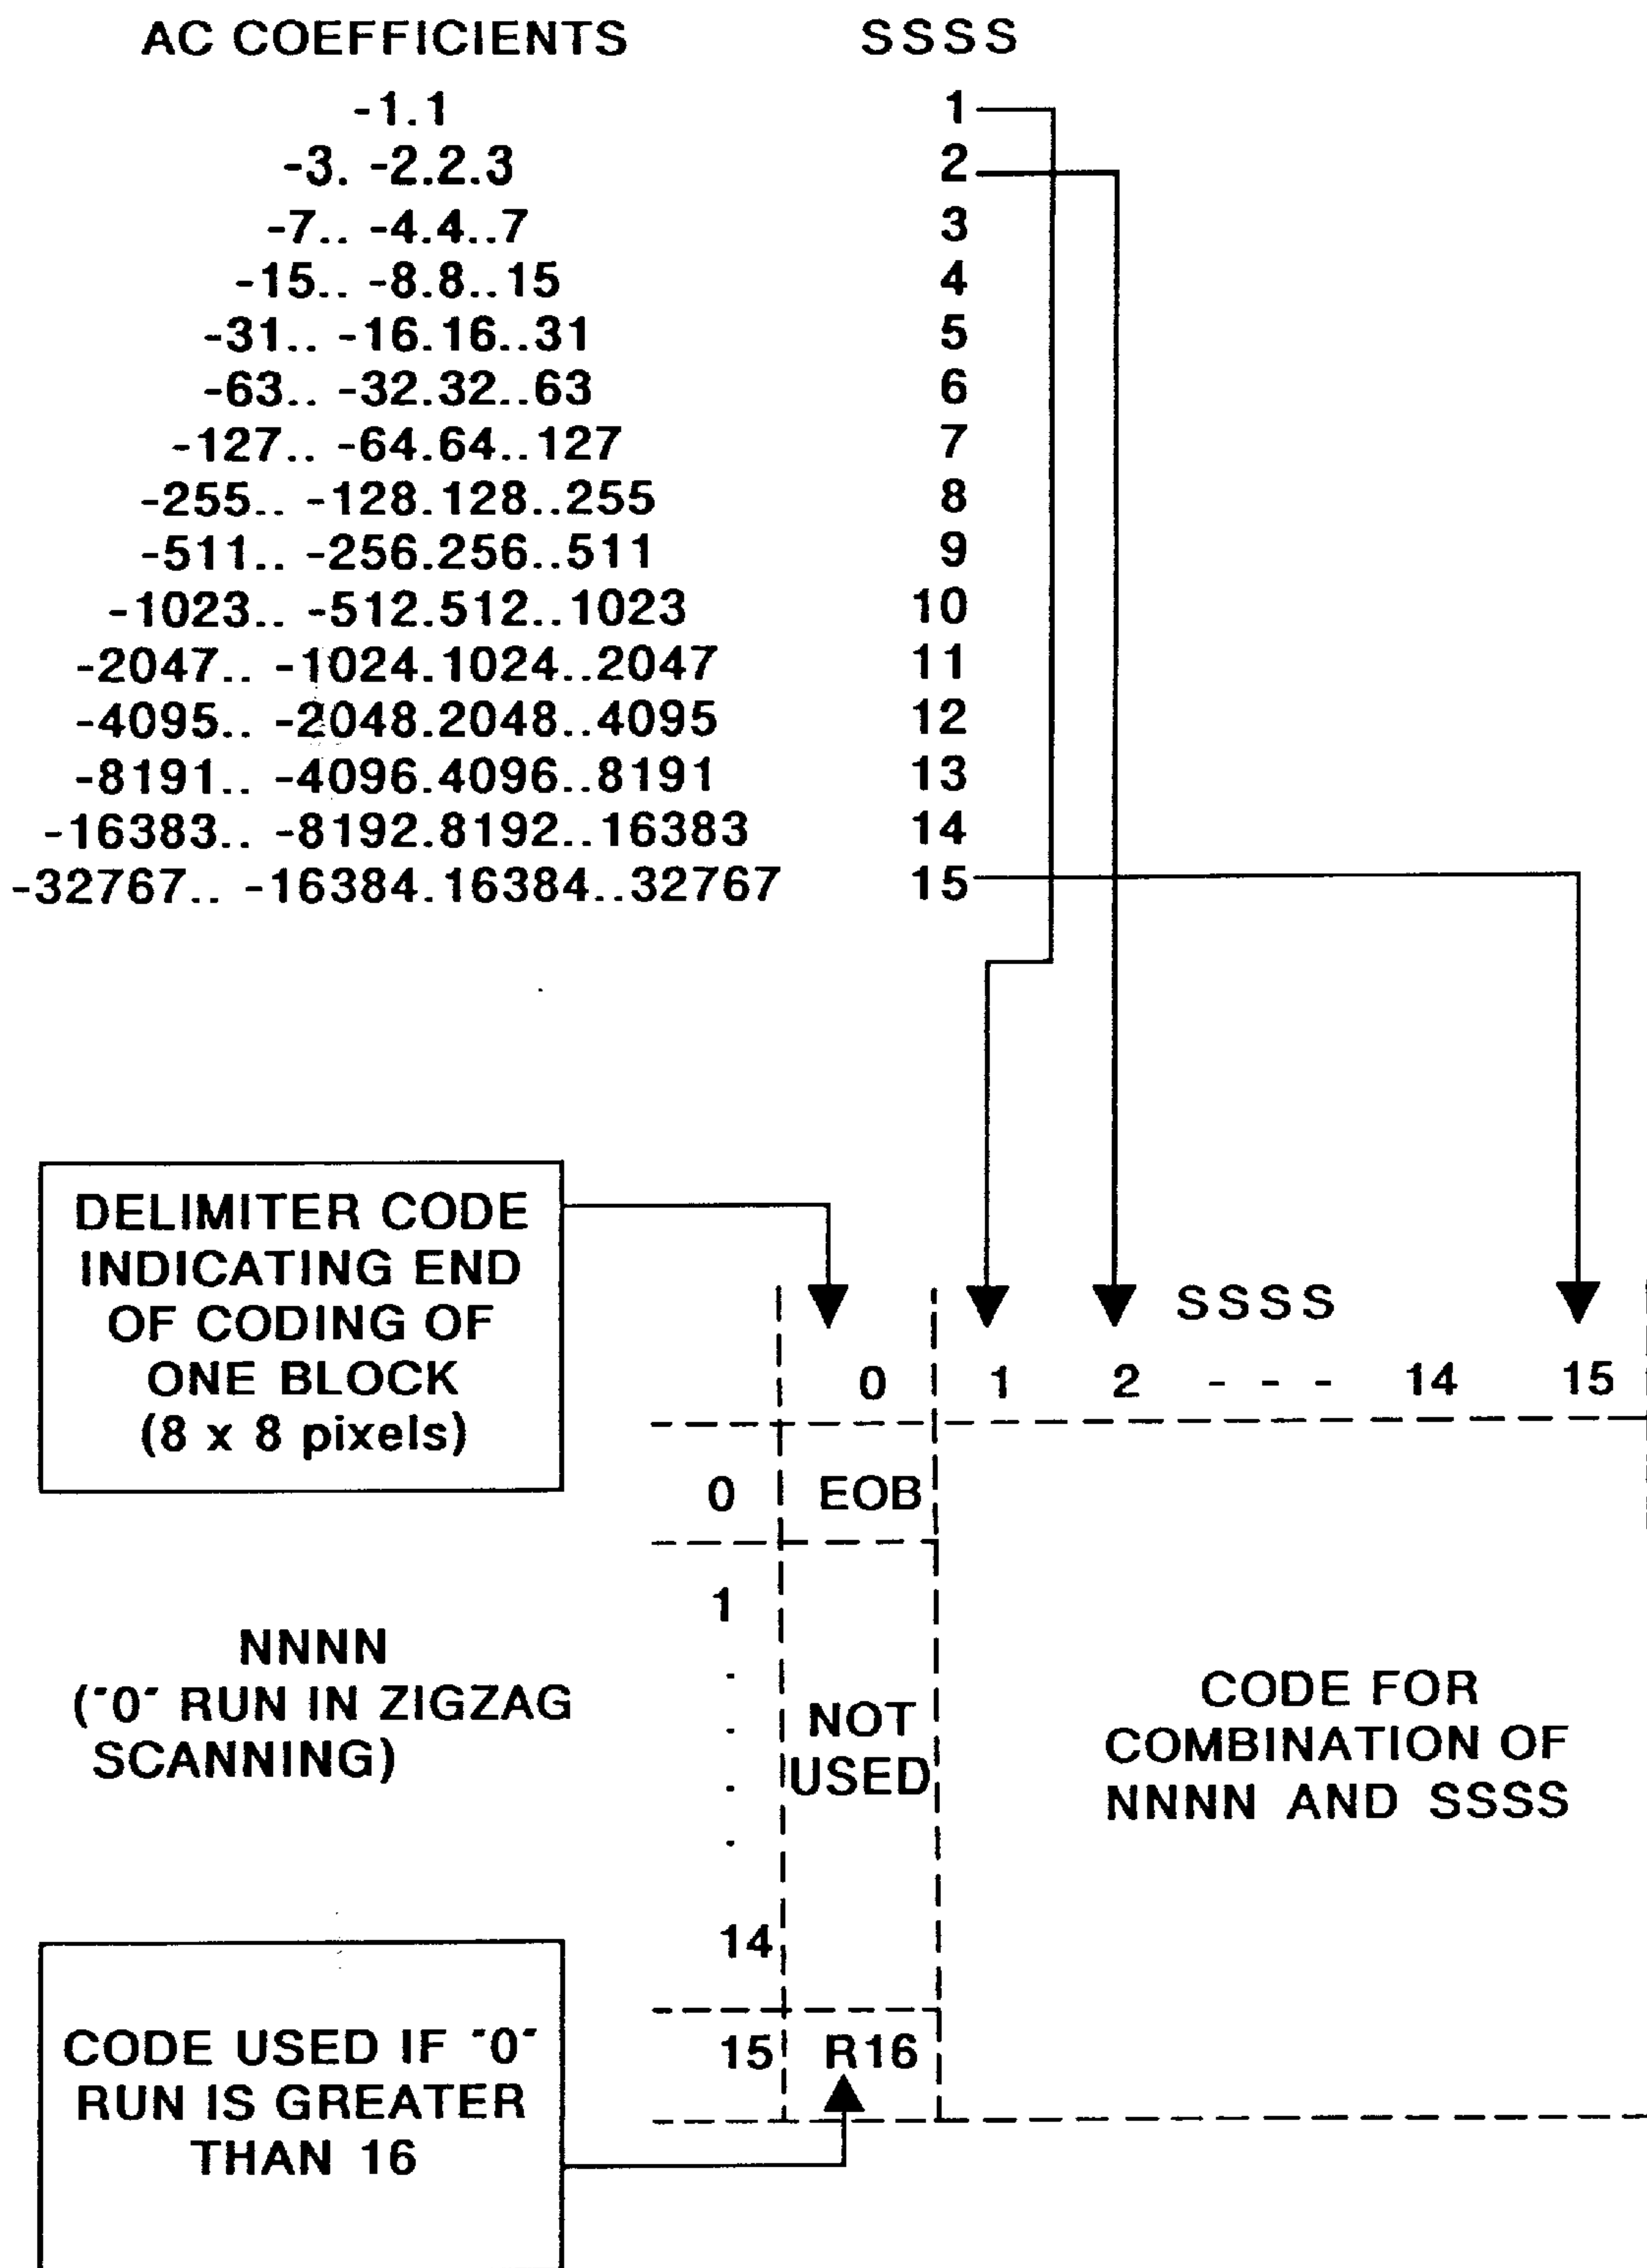 AC COEFFICIENTS SSSS
-1.1 1
-3. -2.2.3 2
-7.. -4.4..7 3
-15.. -8.8..15 4
-31.. -16.16..31 5
-63.. -32.32..63 6
-127.. -64.64..127 7
-255.. -128.128..255 8
-511.. -256.256..511 9
-1023.. -512.512..1023 10
-2047.. -1024.1024..2047 11
-4095.. -2048.2048..4095 12
-8191.. -4096.4096..8191 13
-16383.. -8192.8192..16383 14
-32767.. -16384.16384..32767 15
DELIMITER CODE
INDICATING END
OF CODING OF
ONE BLOCK
(8 x 8 pixels)
SSSS
0 1 2 - - - 14 15
0 EOB
1
.
.
.
.
14
NNNN
("0" RUN IN ZIGZAG
SCANNING)
NOT
USED
CODE FOR
COMBINATION OF
NNNN AND SSSS
15 R16
CODE USED IF "0"
RUN IS GREATER
THAN 16